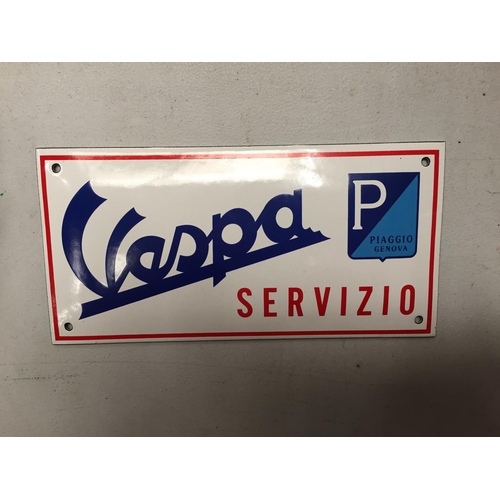 Vespa
P
PIAGGIO
GENOVA
SERVIZIO